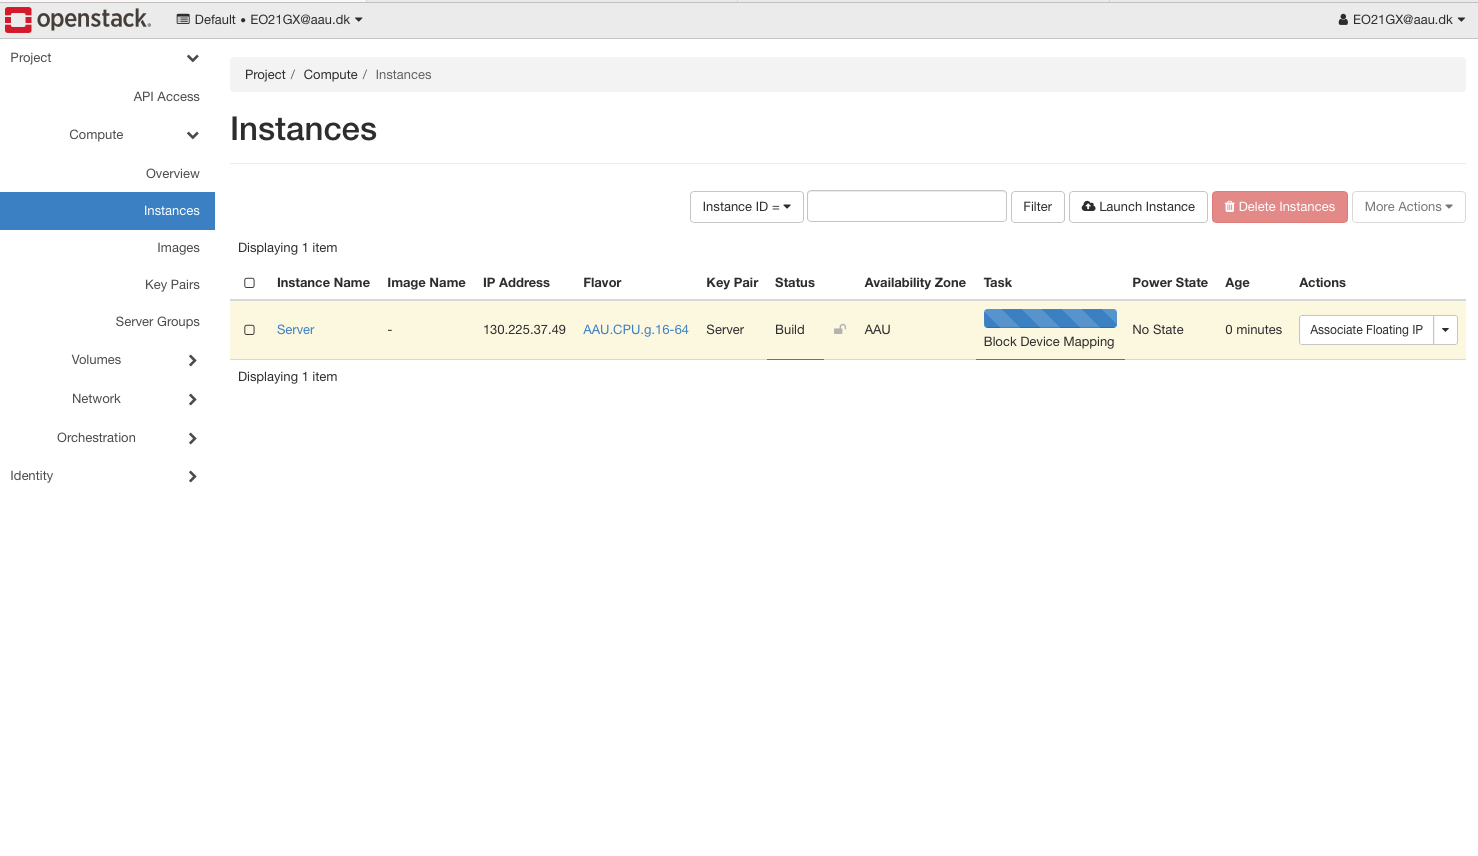 openstack.
Default • EO21GX@aau.dk
EO21GX@aau.dk
Project
API Access
Compute
Overview
Instances
Images
Key Pairs
Server Groups
Volumes
Network
Orchestration
Identity
Project / Compute / Instances
Instances
Instance ID =
Filter
Launch Instance
Delete Instances
More Actions
Displaying 1 item
Instance Name Image Name IP Address Flavor Key Pair Status Availability Zone Task Power State Age Actions
Server - 130.225.37.49 AAU.CPU.g.16-64 Server Build AAU Block Device Mapping No State 0 minutes Associate Floating IP
Displaying 1 item